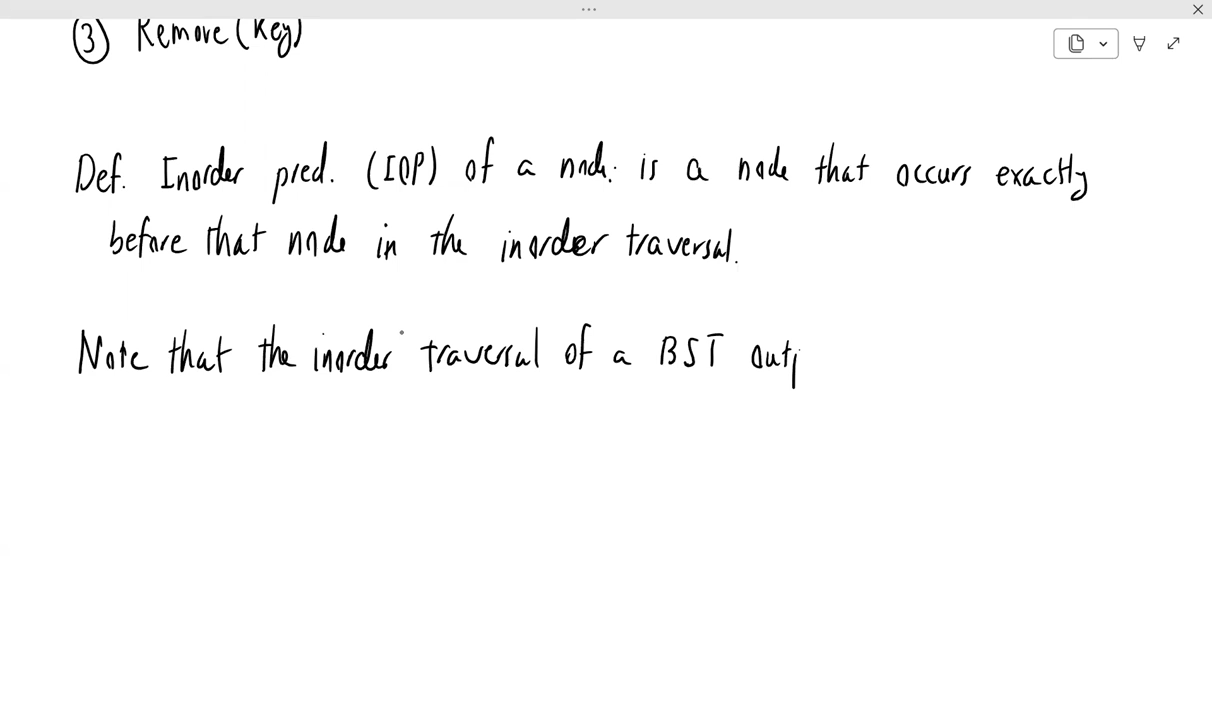 ③ Remove(Key)
Def. Inorder pred. (IOP) of a node: is a node that occurs exactly
before that node in the inorder traversal.
Note that the inorder traversal of a BST outp